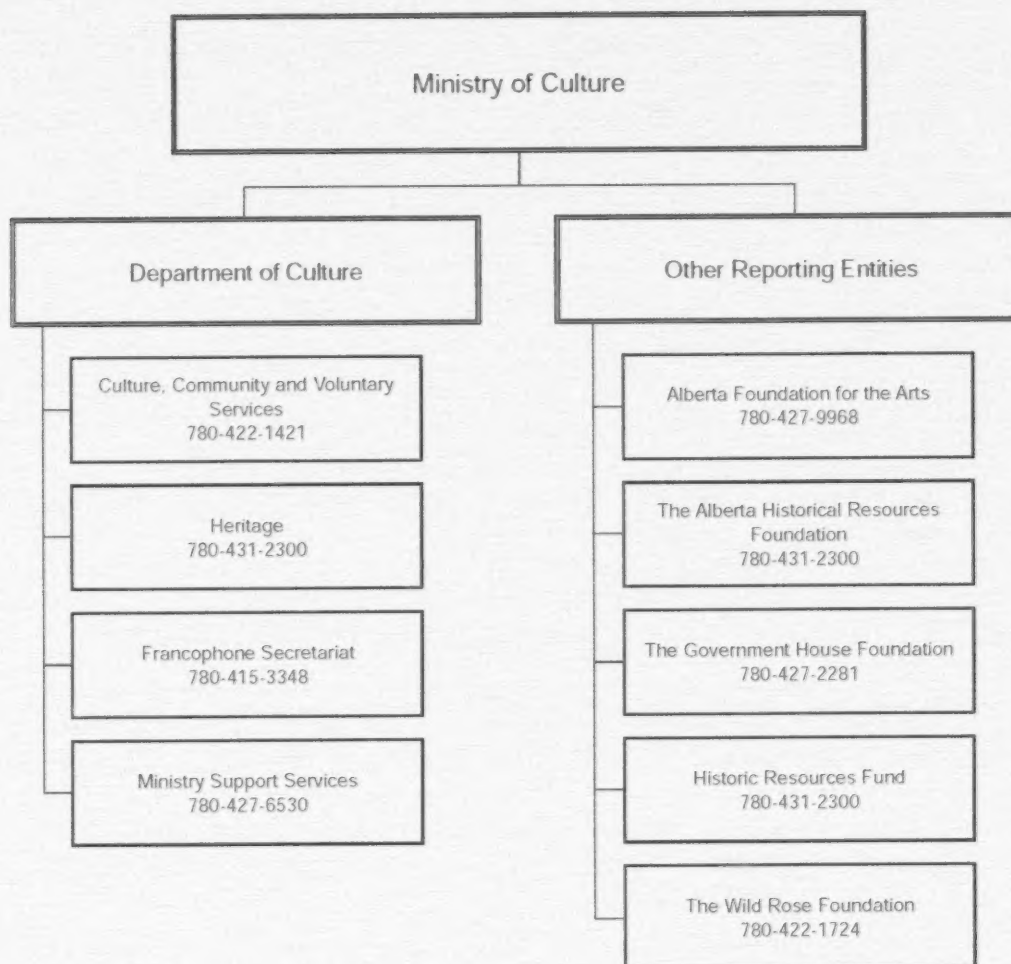 Ministry of Culture
Department of Culture
Culture, Community and Voluntary
Services
780-422-1421
Heritage
780-431-2300
Francophone Secretariat
780-415-3348
Ministry Support Services
780-427-6530
Other Reporting Entities
Alberta Foundation for the Arts
780-427-9968
The Alberta Historical Resources
Foundation
780-431-2300
The Government House Foundation
780-427-2281
Historic Resources Fund
780-431-2300
The Wild Rose Foundation
780-422-1724